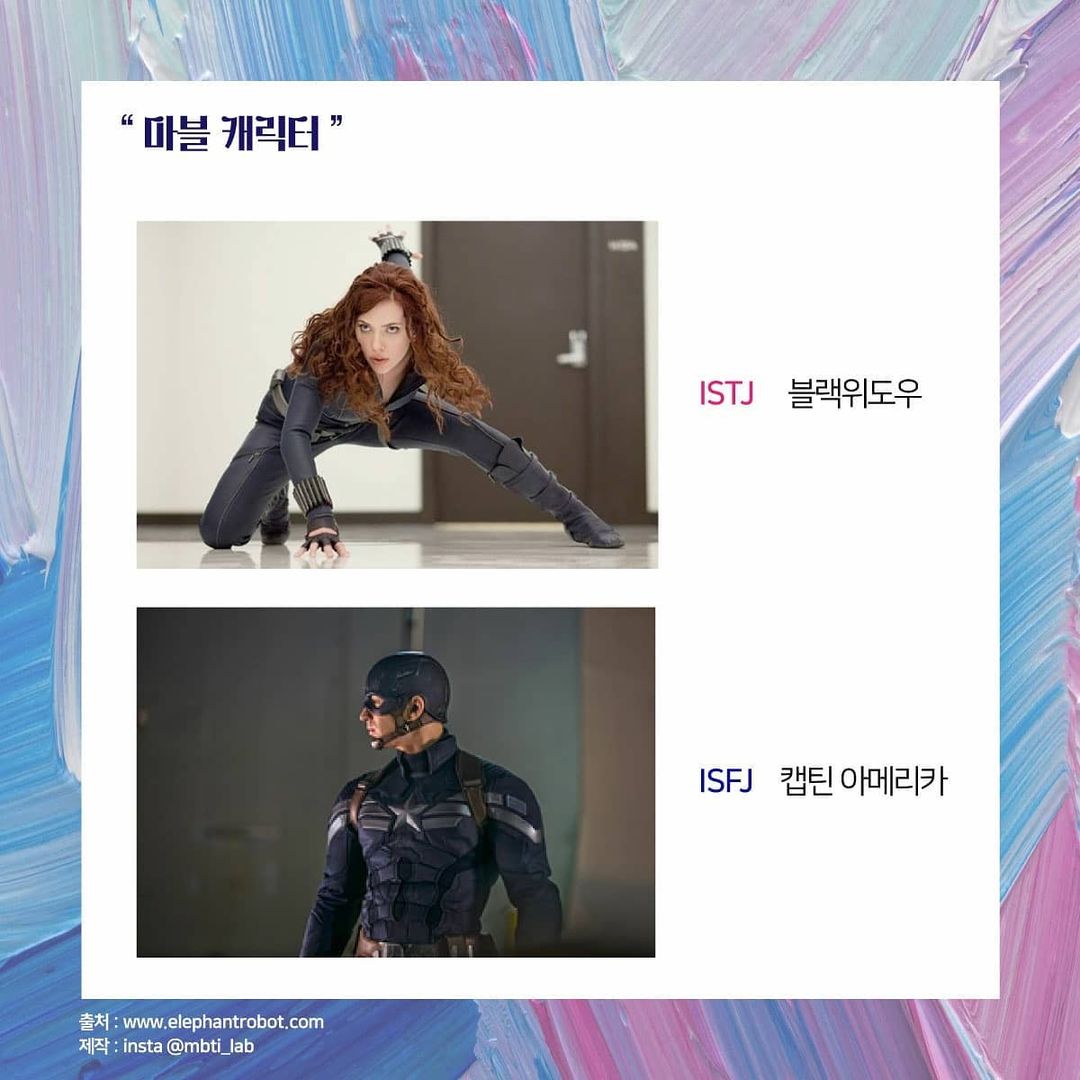 “ 마블 캐릭터 ”
ISTJ 블랙위도우
ISFJ 캡틴 아메리카
출처 : www.elephantrobot.com
제작 : insta @mbti_lab